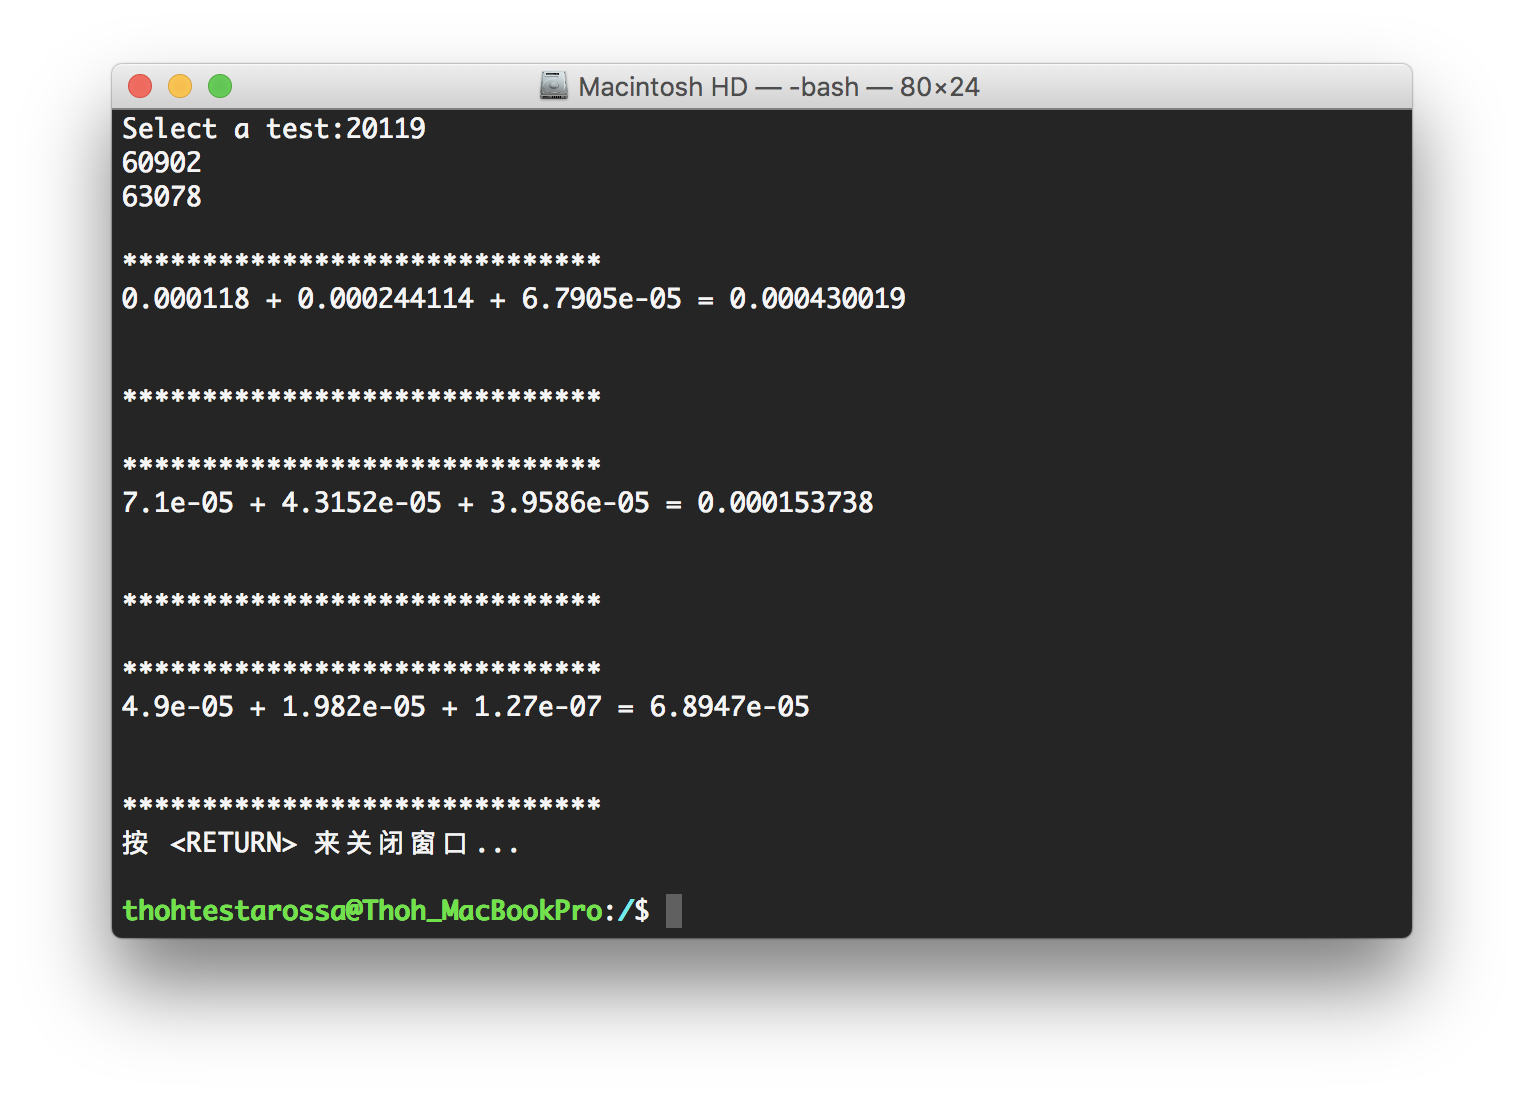 Macintosh HD — -bash — 80×24
Select a test:20119
60902
63078
******************************
0.000118 + 0.000244114 + 6.7905e-05 = 0.000430019
******************************
******************************
7.1e-05 + 4.3152e-05 + 3.9586e-05 = 0.000153738
******************************
******************************
4.9e-05 + 1.982e-05 + 1.27e-07 = 6.8947e-05
******************************
按 <RETURN> 来关闭窗口...
thohtestarossa@Thoh_MacBookPro:/$